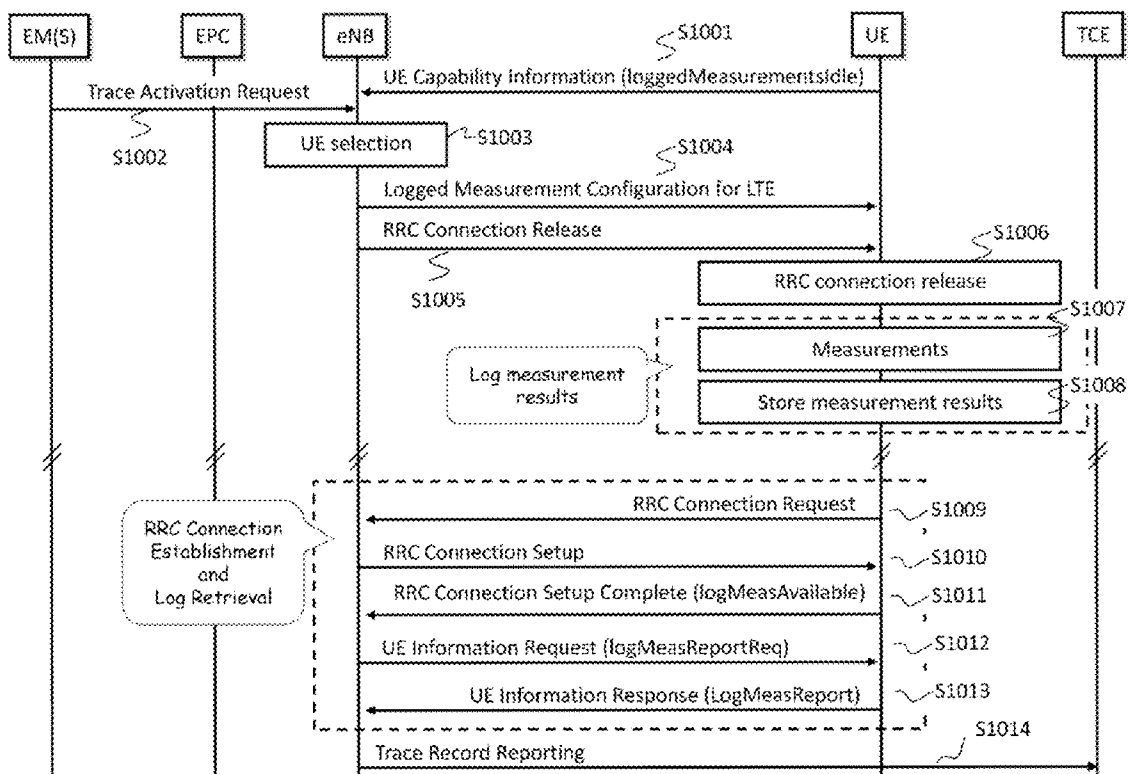 EM(S) EPC eNB UE TCE
S1001
UE Capability Information (loggedMeasurementsIdle)
Trace Activation Request
S1002
UE selection
S1003
S1004
Logged Measurement Configuration for LTE
RRC Connection Release
S1005
S1006
RRC connection release
S1007
Measurements
Log measurement
results
S1008
Store measurement results
RRC Connection Request
S1009
RRC Connection
Establishment
and
Log Retrieval
RRC Connection Setup
S1010
RRC Connection Setup Complete (logMeasAvailable)
S1011
UE Information Request (logMeasReportReq)
S1012
UE Information Response (LogMeasReport)
S1013
Trace Record Reporting
S1014